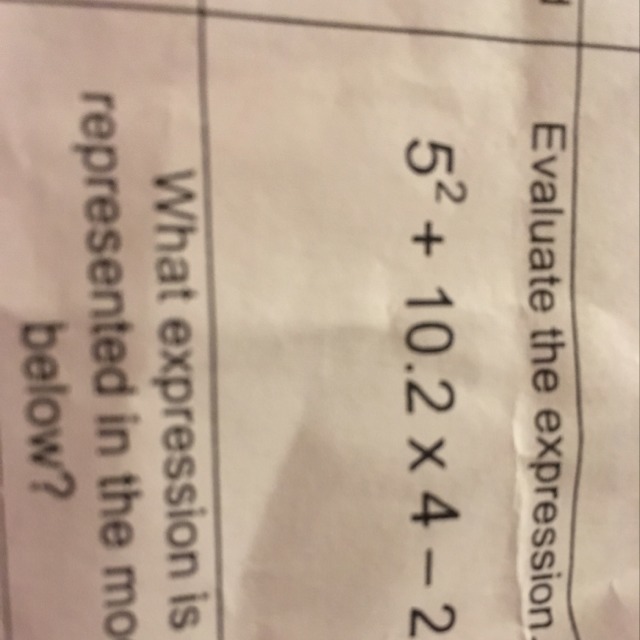 Evaluate the expression
5² + 10.2 x 4 – 2
What expression is
represented in the mo
below?